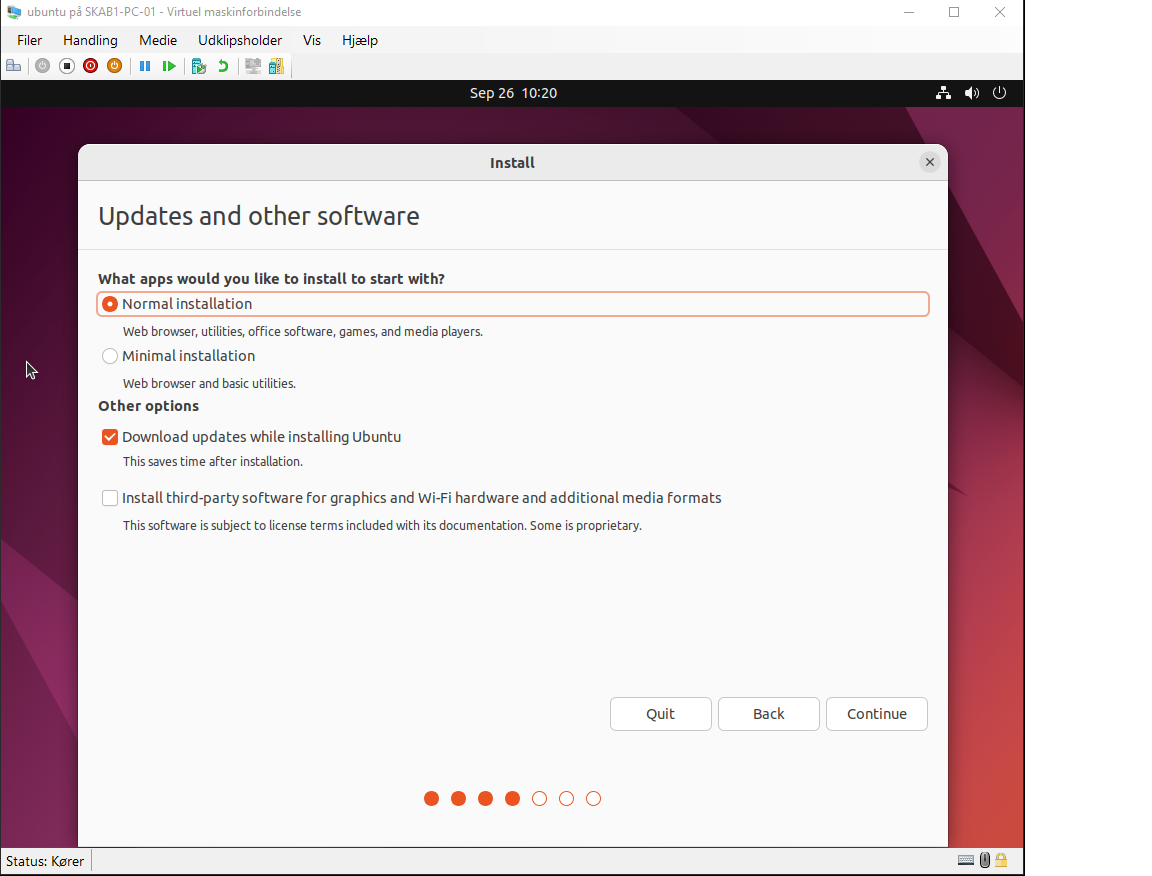 ubuntu på SKAB1-PC-01 - Virtuel maskinforbindelse
Filer Handling Medie Udklipsholder Vis Hjælp
Sep 26 10:20
Install
Updates and other software
What apps would you like to install to start with?
Normal installation
Web browser, utilities, office software, games, and media players.
Minimal installation
Web browser and basic utilities.
Other options
Download updates while installing Ubuntu
This saves time after installation.
Install third-party software for graphics and Wi-Fi hardware and additional media formats
This software is subject to license terms included with its documentation. Some is proprietary.
Quit Back Continue
Status: Kører